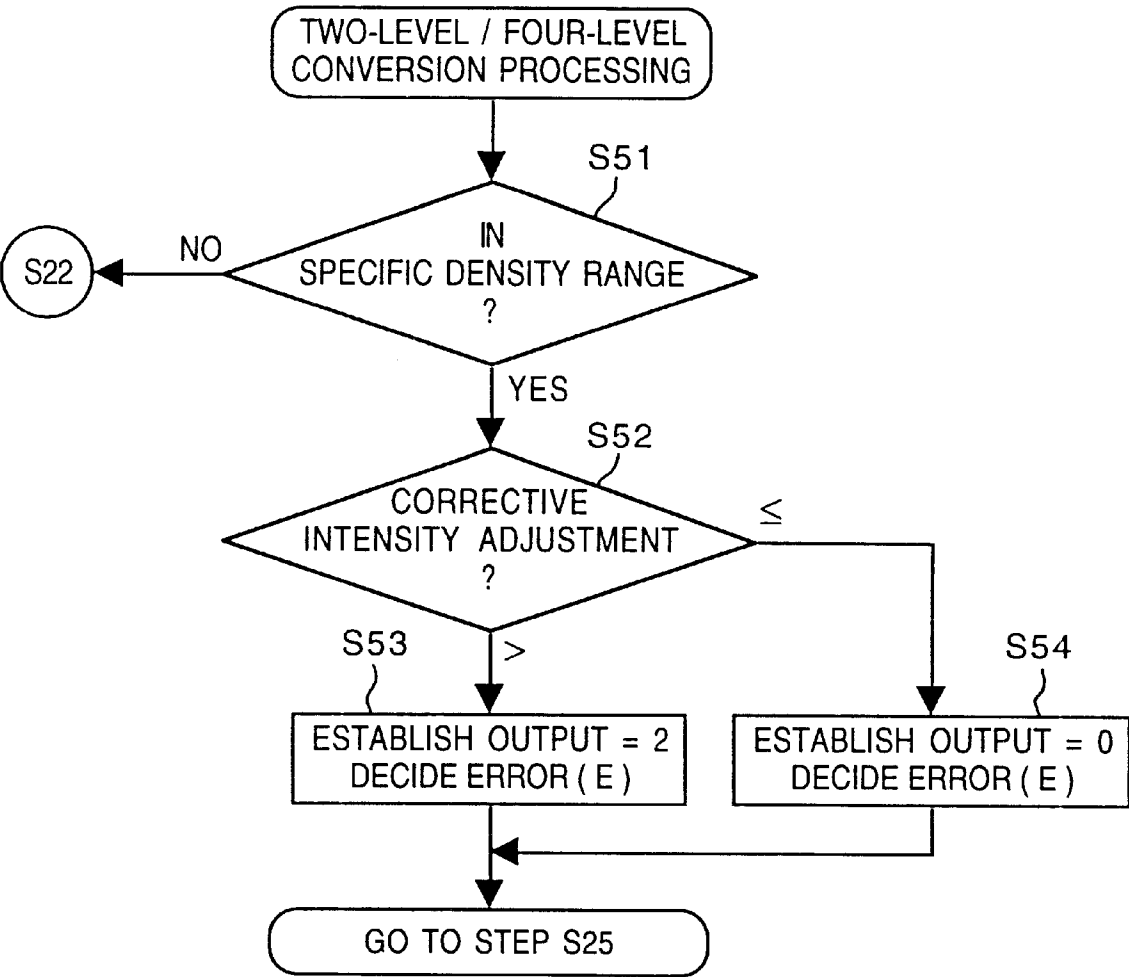 TWO-LEVEL / FOUR-LEVEL
CONVERSION PROCESSING
S51
IN
SPECIFIC DENSITY RANGE
?
NO
S22
YES
S52
CORRECTIVE
INTENSITY ADJUSTMENT
?
≤
S53
>
S54
ESTABLISH OUTPUT = 2
DECIDE ERROR ( E )
ESTABLISH OUTPUT = 0
DECIDE ERROR ( E )
GO TO STEP S25